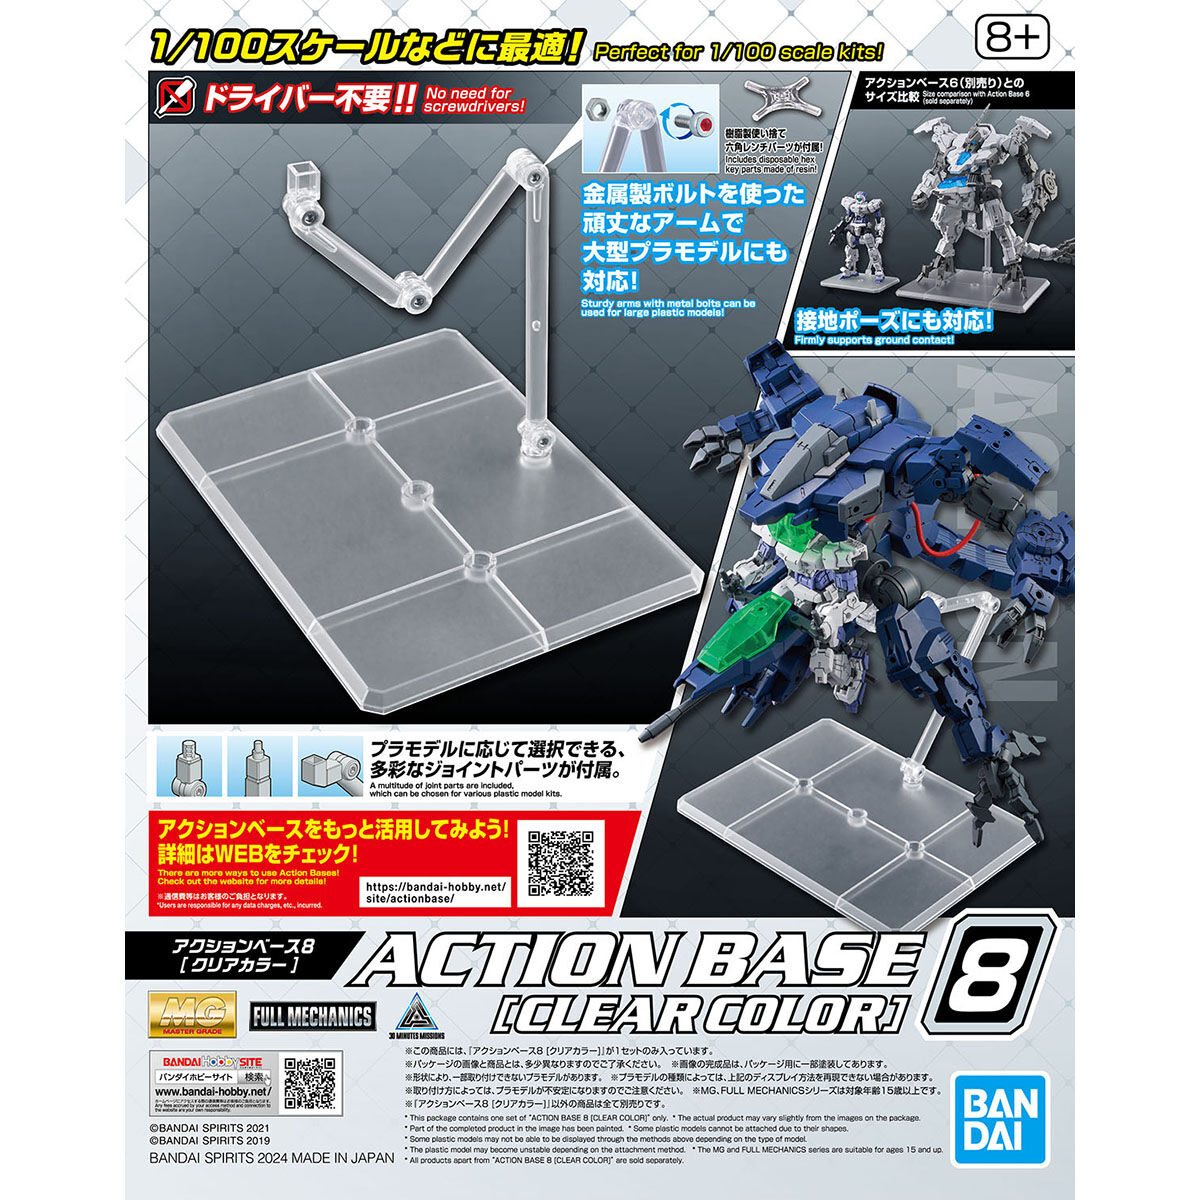 1/100スケールなどに最適！ Perfect for 1/100 scale kits!
8+
ドライバー不要!! No need for
screwdrivers!
樹脂製使い捨て
六角レンチパーツが付属！
Includes disposable hex
key parts made of resin!
金属製ボルトを使った
頑丈なアームで
大型プラモデルにも
対応！
Sturdy arms with metal bolts can be
used for large plastic models!
アクションベース6（別売り）との
サイズ比較 Size comparison with Action Base 6
(sold separately)
接地ポーズにも対応！
Firmly supports ground contact!
プラモデルに応じて選択できる、
多彩なジョイントパーツが付属。
A multitude of joint parts are included,
which can be chosen for various plastic model kits.
アクションベースをもっと活用してみよう！
詳細はWEBをチェック！
There are more ways to use Action Bases!
Check out the website for more details!
※通信費等はお客様のご負担となります。
*Users are responsible for any data charges, etc., incurred.
https://bandai-hobby.net/
site/actionbase/
アクションベース8
[クリアカラー]
ACTION BASE 8
[CLEAR COLOR]
MG
MASTER GRADE
FULL MECHANICS
30 MINUTES MISSIONS
BANDAI Hobby SITE
バンダイホビーサイト 検索
www.bandai-hobby.net/
©BANDAI SPIRITS 2021
©BANDAI SPIRITS 2019
BANDAI SPIRITS 2024 MADE IN JAPAN
※この商品には、「アクションベース8 [クリアカラー]」が1セットのみ入っています。
※パッケージの画像と商品とは、多少異なりますのでご了承ください。 ※画像の完成品は、パッケージ用に一部塗装してあります。
※形状により、一部取り付けできないプラモデルがあります。 ※プラモデルの種類によっては、上記のディスプレイ方法を再現できない場合があります。
※取り付け方によっては、プラモデルが不安定になりますのでご注意ください。 ※MG、FULL MECHANICSシリーズは対象年齢15歳以上です。
※「アクションベース8 [クリアカラー]」以外の商品は全て別売りです。
* This package contains one set of "ACTION BASE 8 [CLEAR COLOR]" only. * The actual product may vary slightly from the images on the package.
* Part of the completed product in the image has been painted. * Some plastic models cannot be attached due to their shapes.
* Some plastic models may not be able to be displayed through the methods above depending on the type of model.
* The plastic model may become unstable depending on the attachment method. * The MG and FULL MECHANICS series are suitable for ages 15 and up.
* All products apart from "ACTION BASE 8 [CLEAR COLOR]" are sold separately.
BAN
DAI